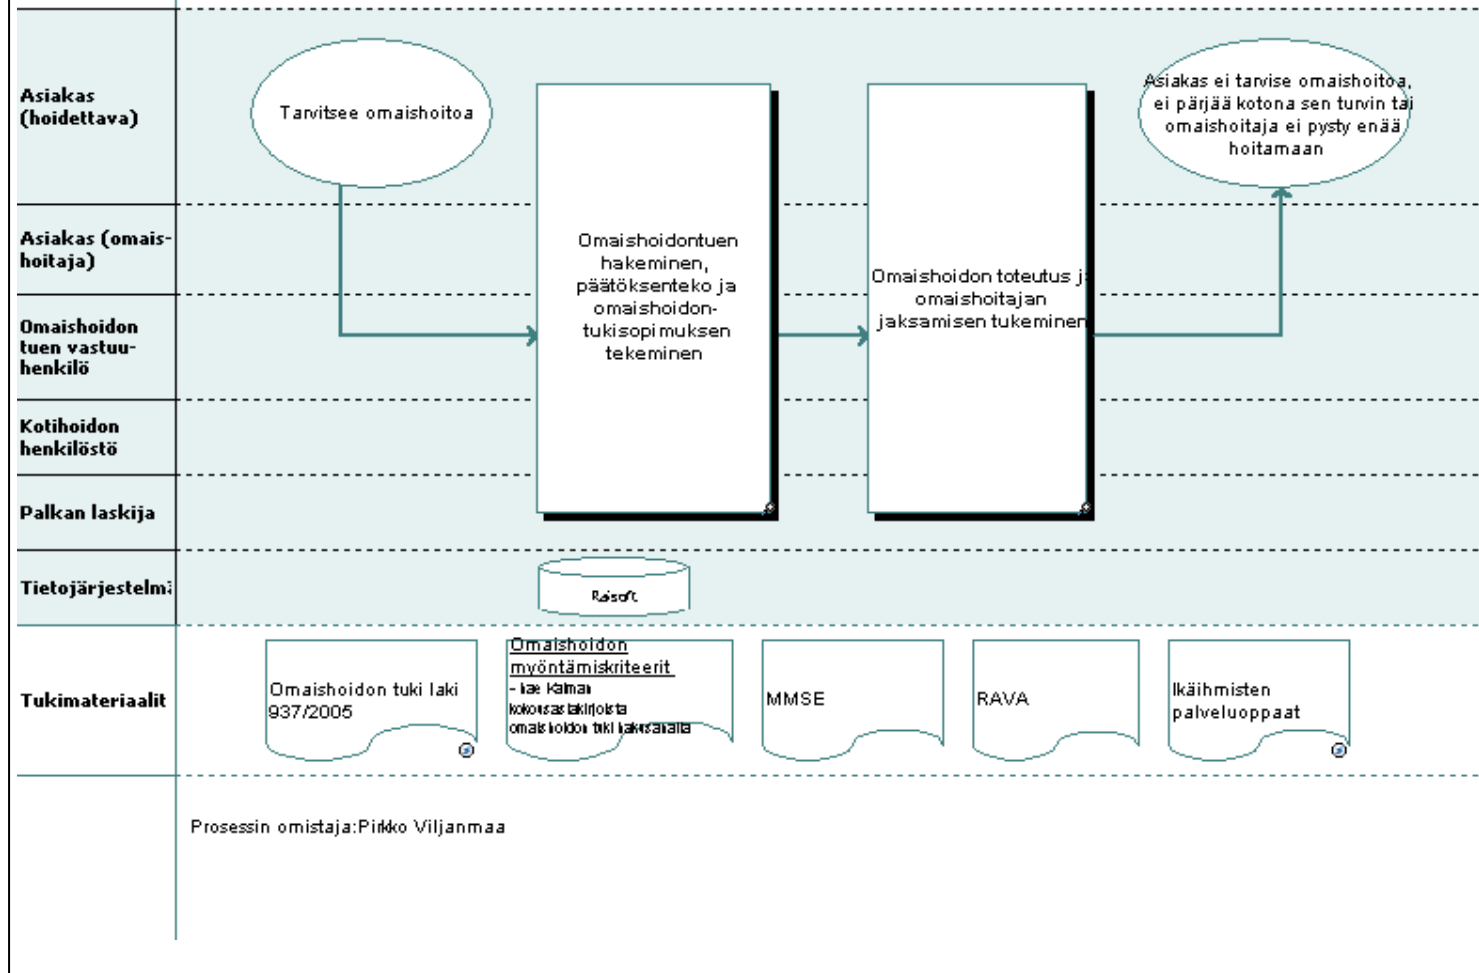 Asiakas
(hoidettava)
Tarvitsee omaishoitoa
Asiakas ei tarvise omaishoitoa,
ei pärjää kotona sen turvin tai
omaishoitaja ei pysty enää
hoitamaan
Asiakas (omais-
hoitaja)
Omaishoidontuen
hakeminen,
päätöksenteko ja
omaishoidon-
tukisopimuksen
tekeminen
Omaishoidon toteutus j
omaishoitajan
jaksamisen tukeminen
Omaishoidon
tuen vastuu-
henkilö
Kotihoidon
henkilöstö
Palkan laskija
Tietojärjestelmä
Raisoft
Tukimateriaalit
Omaishoidon tuki laki
937/2005
Omaishoidon
myöntämiskriteerit
- hae Kalman
kokousasiakirjoista
omaishoidon tuki hakusanalla
MMSE
RAVA
Ikäihmisten
palveluoppaat
Prosessin omistaja:Pirkko Viljanmaa